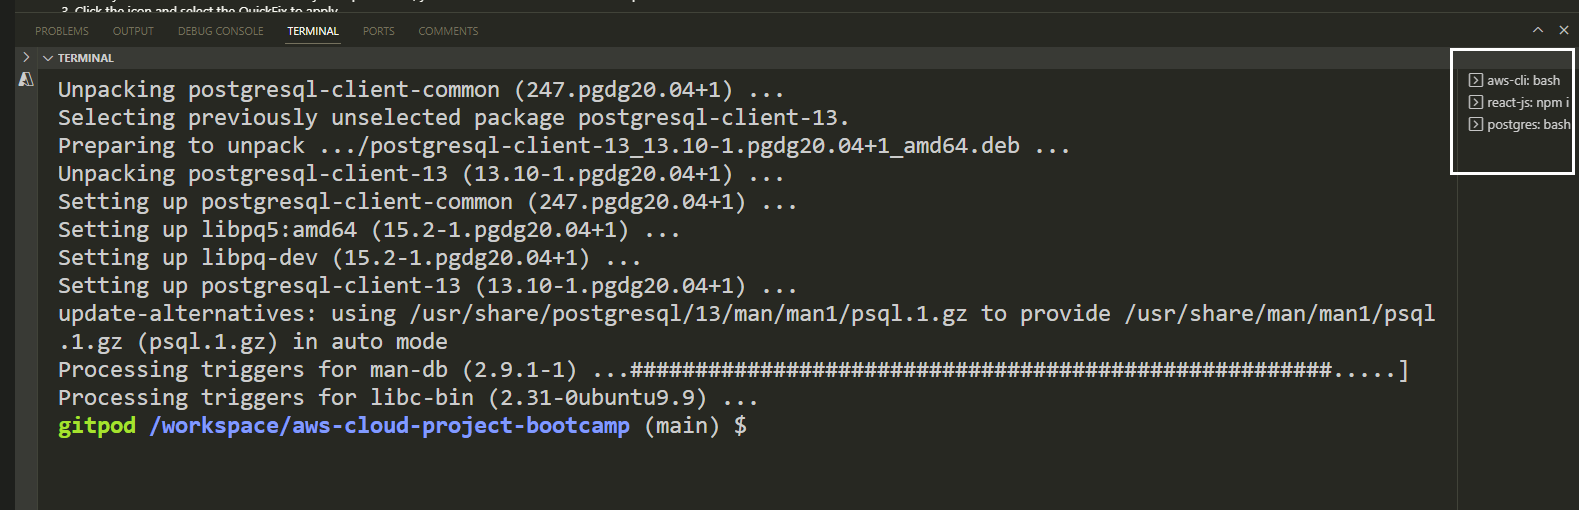 3. Click the icon and select the QuickFix to apply
PROBLEMS OUTPUT DEBUG CONSOLE TERMINAL PORTS COMMENTS
TERMINAL
Unpacking postgresql-client-common (247.pgdg20.04+1) ...
Selecting previously unselected package postgresql-client-13.
Preparing to unpack .../postgresql-client-13_13.10-1.pgdg20.04+1_amd64.deb ...
Unpacking postgresql-client-13 (13.10-1.pgdg20.04+1) ...
Setting up postgresql-client-common (247.pgdg20.04+1) ...
Setting up libpq5:amd64 (15.2-1.pgdg20.04+1) ...
Setting up libpq-dev (15.2-1.pgdg20.04+1) ...
Setting up postgresql-client-13 (13.10-1.pgdg20.04+1) ...
update-alternatives: using /usr/share/postgresql/13/man/man1/psql.1.gz to provide /usr/share/man/man1/psql
.1.gz (psql.1.gz) in auto mode
Processing triggers for man-db (2.9.1-1) ...######################################################.....]
Processing triggers for libc-bin (2.31-0ubuntu9.9) ...
gitpod /workspace/aws-cloud-project-bootcamp (main) $
aws-cli: bash
react-js: npm i
postgres: bash